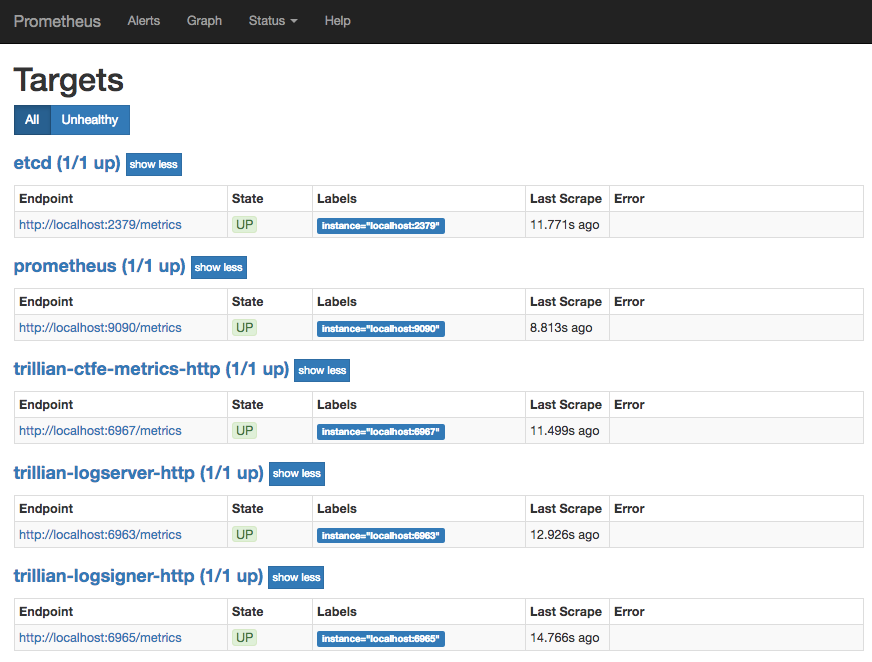 Prometheus Alerts Graph Status Help
Targets
All Unhealthy
etcd (1/1 up) show less
Endpoint State Labels Last Scrape Error
http://localhost:2379/metrics UP instance="localhost:2379" 11.771s ago
prometheus (1/1 up) show less
Endpoint State Labels Last Scrape Error
http://localhost:9090/metrics UP instance="localhost:9090" 8.813s ago
trillian-ctfe-metrics-http (1/1 up) show less
Endpoint State Labels Last Scrape Error
http://localhost:6967/metrics UP instance="localhost:6967" 11.499s ago
trillian-logserver-http (1/1 up) show less
Endpoint State Labels Last Scrape Error
http://localhost:6963/metrics UP instance="localhost:6963" 12.926s ago
trillian-logsigner-http (1/1 up) show less
Endpoint State Labels Last Scrape Error
http://localhost:6965/metrics UP instance="localhost:6965" 14.766s ago